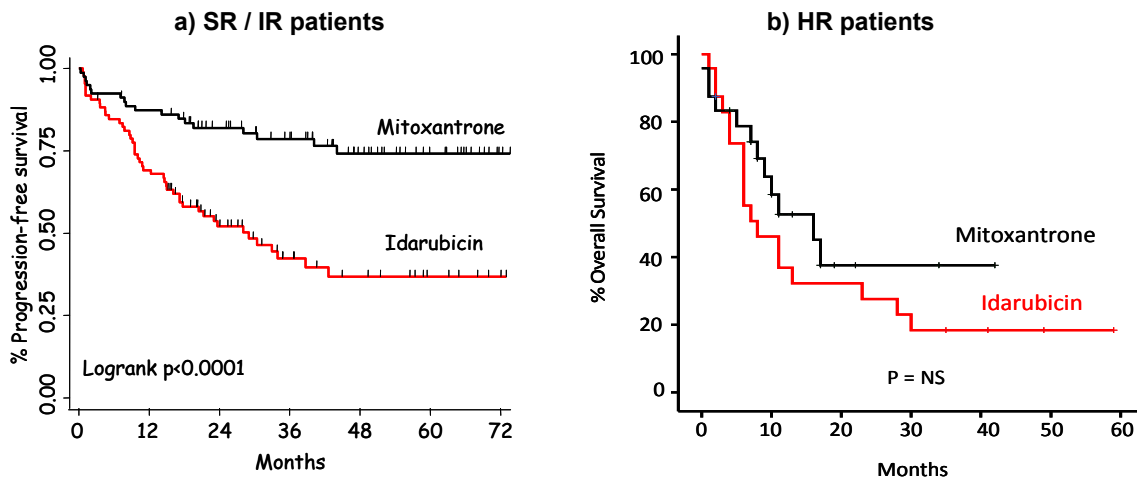 a) SR / IR patients
% Progression-free survival
1.00
0.75
0.50
0.25
0.00
Mitoxantrone
Idarubicin
Logrank p<0.0001
0 12 24 36 48 60 72
Months
b) HR patients
% Overall Survival
100
80
60
40
20
0
Mitoxantrone
Idarubicin
P = NS
0 10 20 30 40 50 60
Months